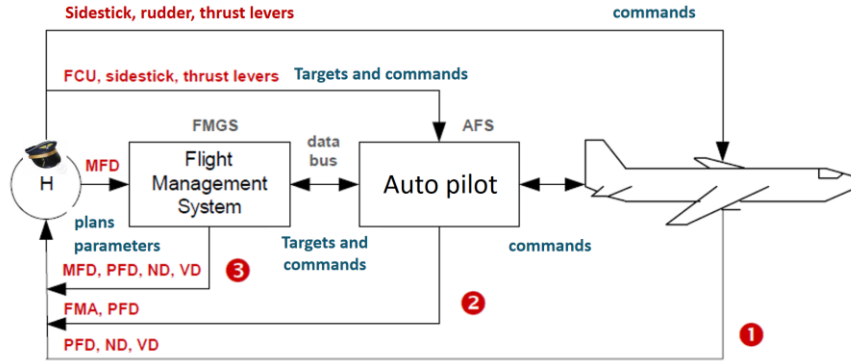 Sidestick, rudder, thrust levers
commands
FCU, sidestick, thrust levers
Targets and commands
FMGS
data
bus
AFS
H
MFD
Flight
Management
System
Auto pilot
plans
parameters
Targets and
commands
commands
MFD, PFD, ND, VD
3
FMA, PFD
2
PFD, ND, VD
1